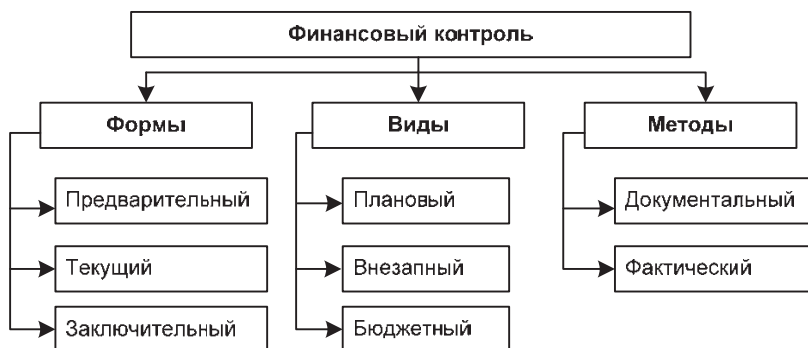 Финансовый контроль
Формы
Предварительный
Текущий
Заключительный
Виды
Плановый
Внезапный
Бюджетный
Методы
Документальный
Фактический